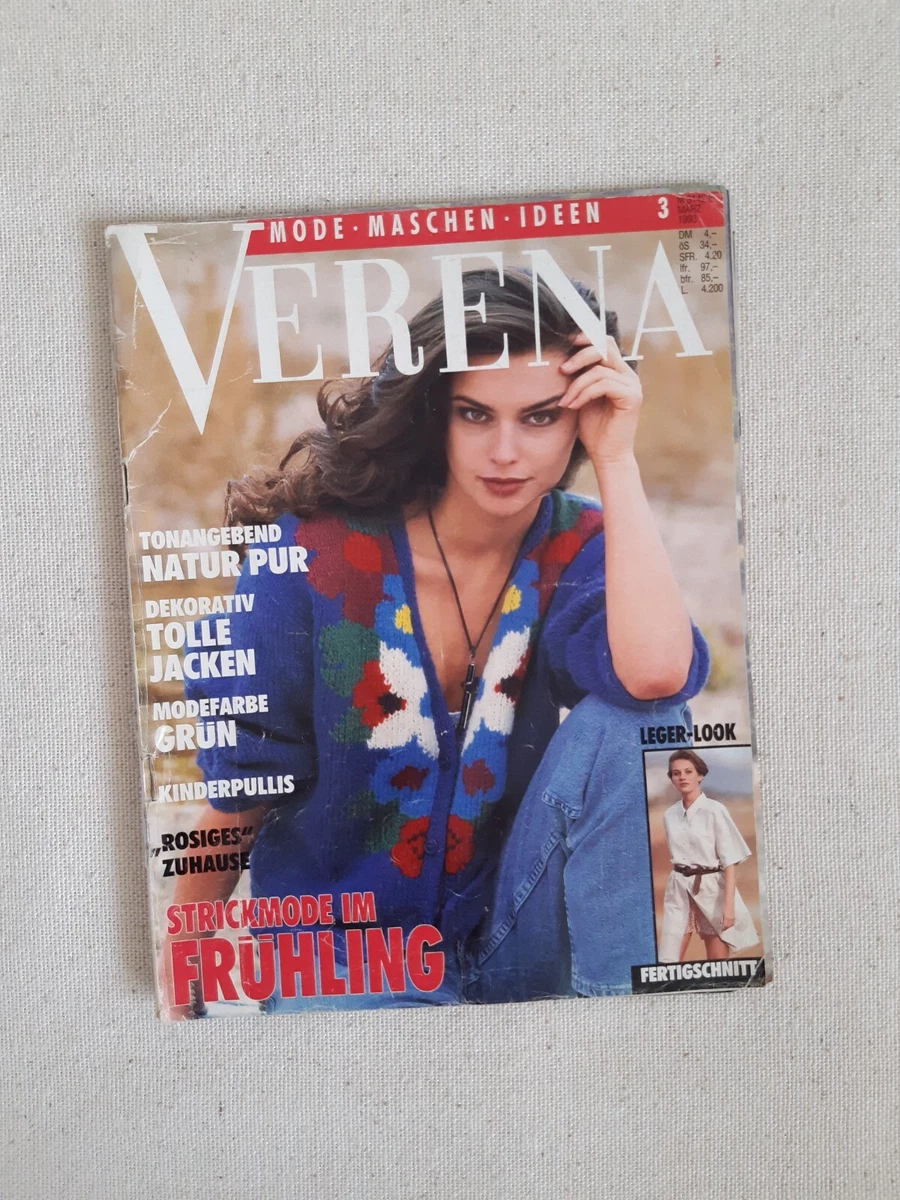 MODE · MASCHEN · IDEEN 3
MÄRZ
DM 4,–
öS 34,–
SFR. 4.20
lfr. 97,–
bfr. 85,–
L. 4.200
VERENA
TONANGEBEND
NATUR PUR
DEKORATIV
TOLLE
JACKEN
MODEFARBE
GRÜN
KINDERPULLIS
„ROSIGES“
ZUHAUSE
STRICKMODE IM
FRÜHLING
LEGER-LOOK
FERTIGSCHNITT